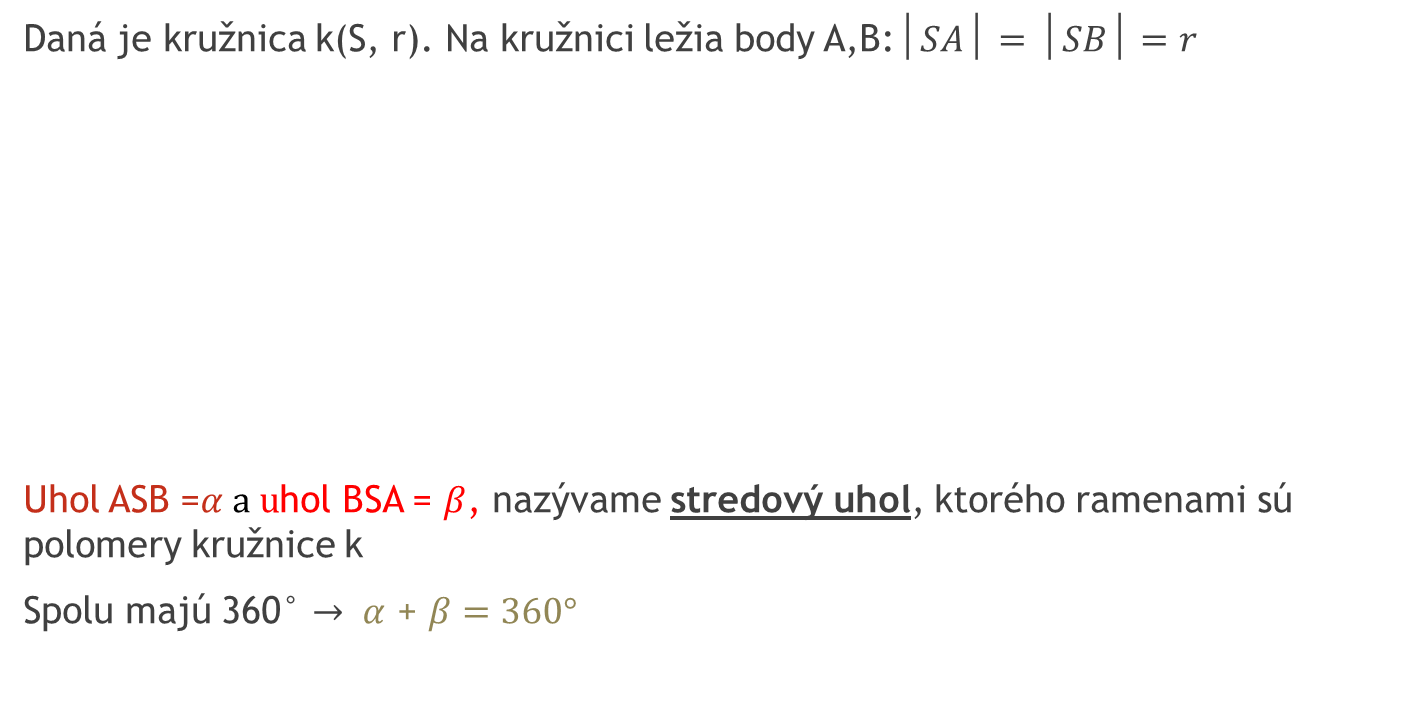 Daná je kružnica k(S, r). Na kružnici ležia body A,B: |SA| = |SB| = r
Uhol ASB =α a uhol BSA = β, nazývame stredový uhol, ktorého ramenami sú
polomery kružnice k
Spolu majú 360° → α + β = 360°